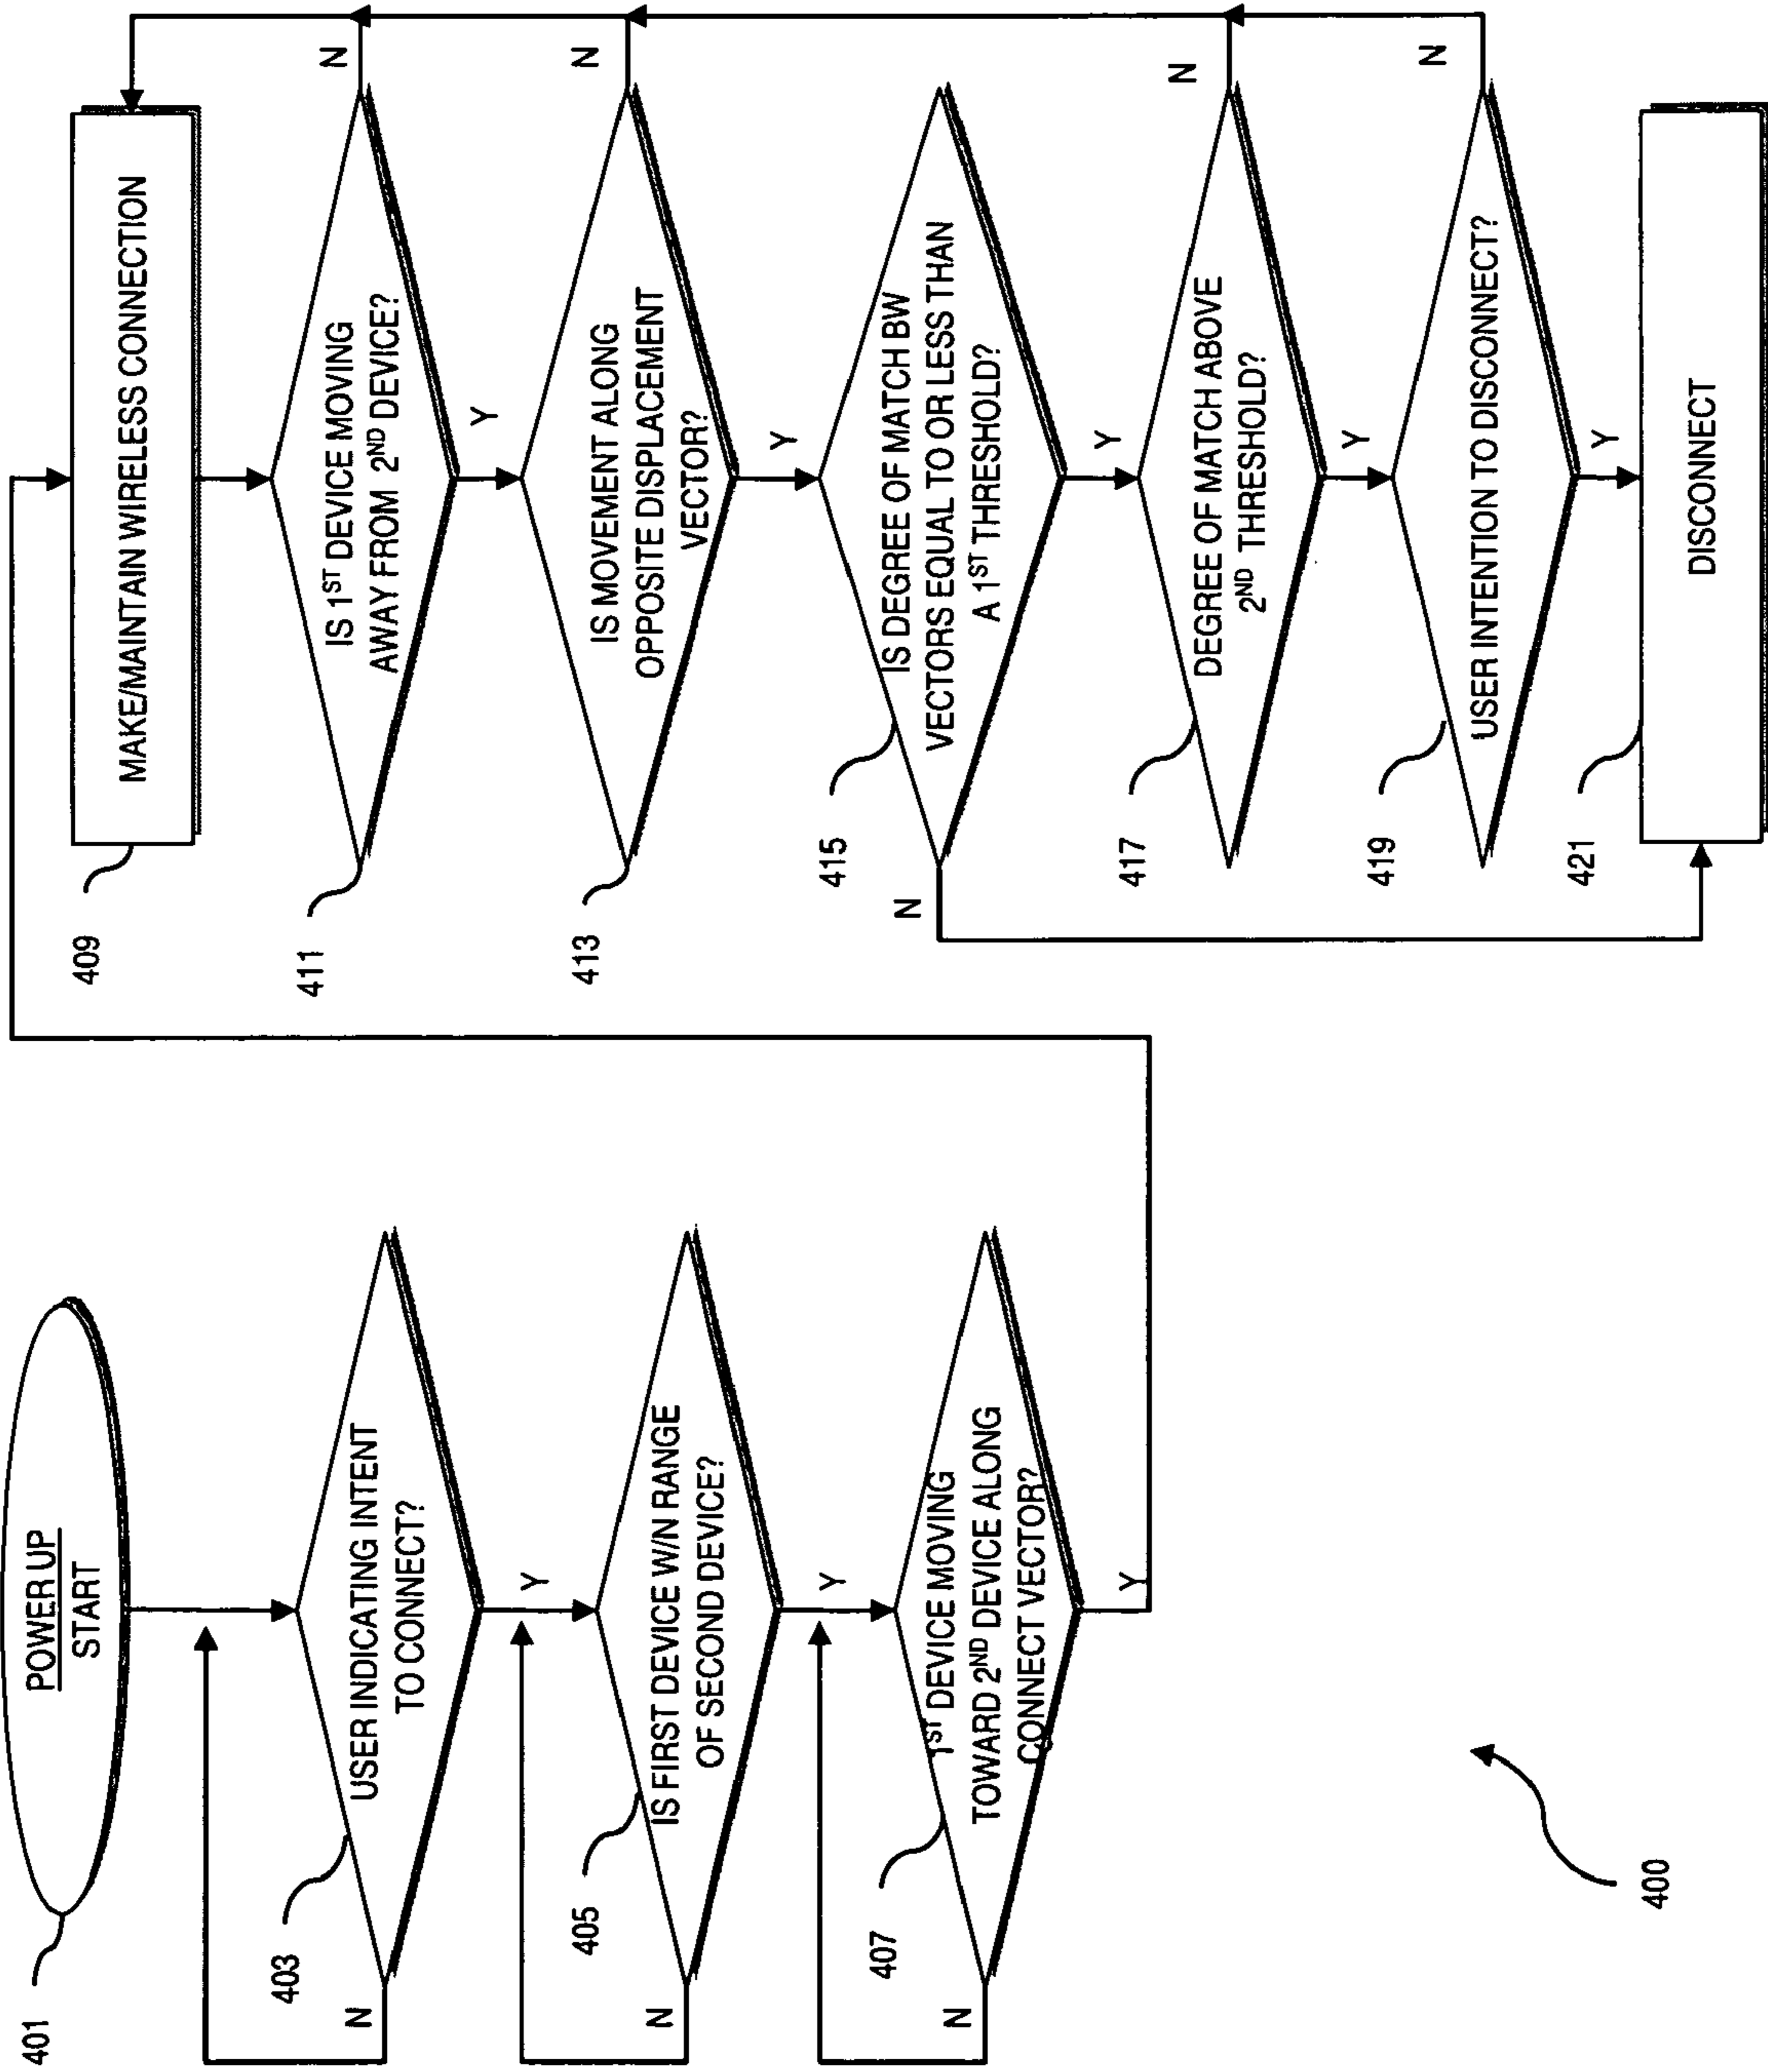 401
POWER UP
START
403
USER INDICATING INTENT
TO CONNECT?
N
Y
405
IS FIRST DEVICE W/N RANGE
OF SECOND DEVICE?
N
Y
407
1ST DEVICE MOVING
TOWARD 2ND DEVICE ALONG
CONNECT VECTOR?
N
Y
400
409
MAKE/MAINTAIN WIRELESS CONNECTION
411
IS 1ST DEVICE MOVING
AWAY FROM 2ND DEVICE?
N
Y
413
IS MOVEMENT ALONG
OPPOSITE DISPLACEMENT
VECTOR?
N
Y
415
IS DEGREE OF MATCH BW
VECTORS EQUAL TO OR LESS THAN
A 1ST THRESHOLD?
N
Y
417
DEGREE OF MATCH ABOVE
2ND THRESHOLD?
N
Y
419
USER INTENTION TO DISCONNECT?
N
Y
421
DISCONNECT